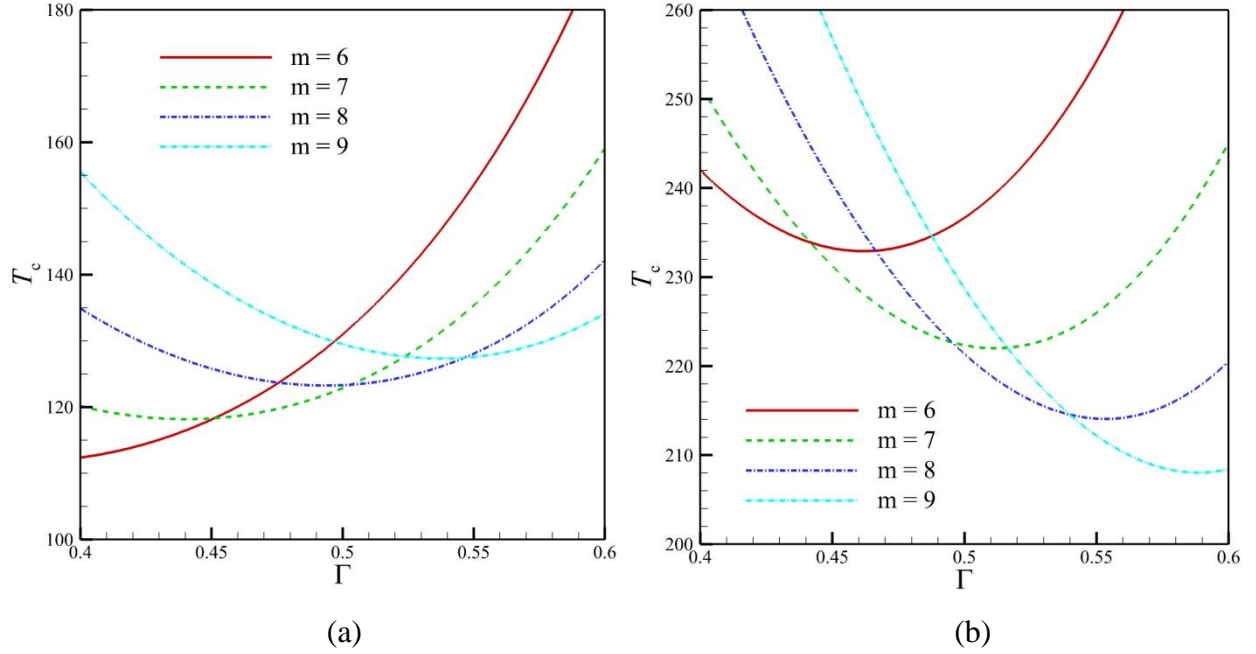 180
160
140
120
100
T_c
m = 6
m = 7
m = 8
m = 9
0.4 0.45 0.5 0.55 0.6
Γ
(a)
260
250
240
230
220
210
200
T_c
m = 6
m = 7
m = 8
m = 9
0.4 0.45 0.5 0.55 0.6
Γ
(b)